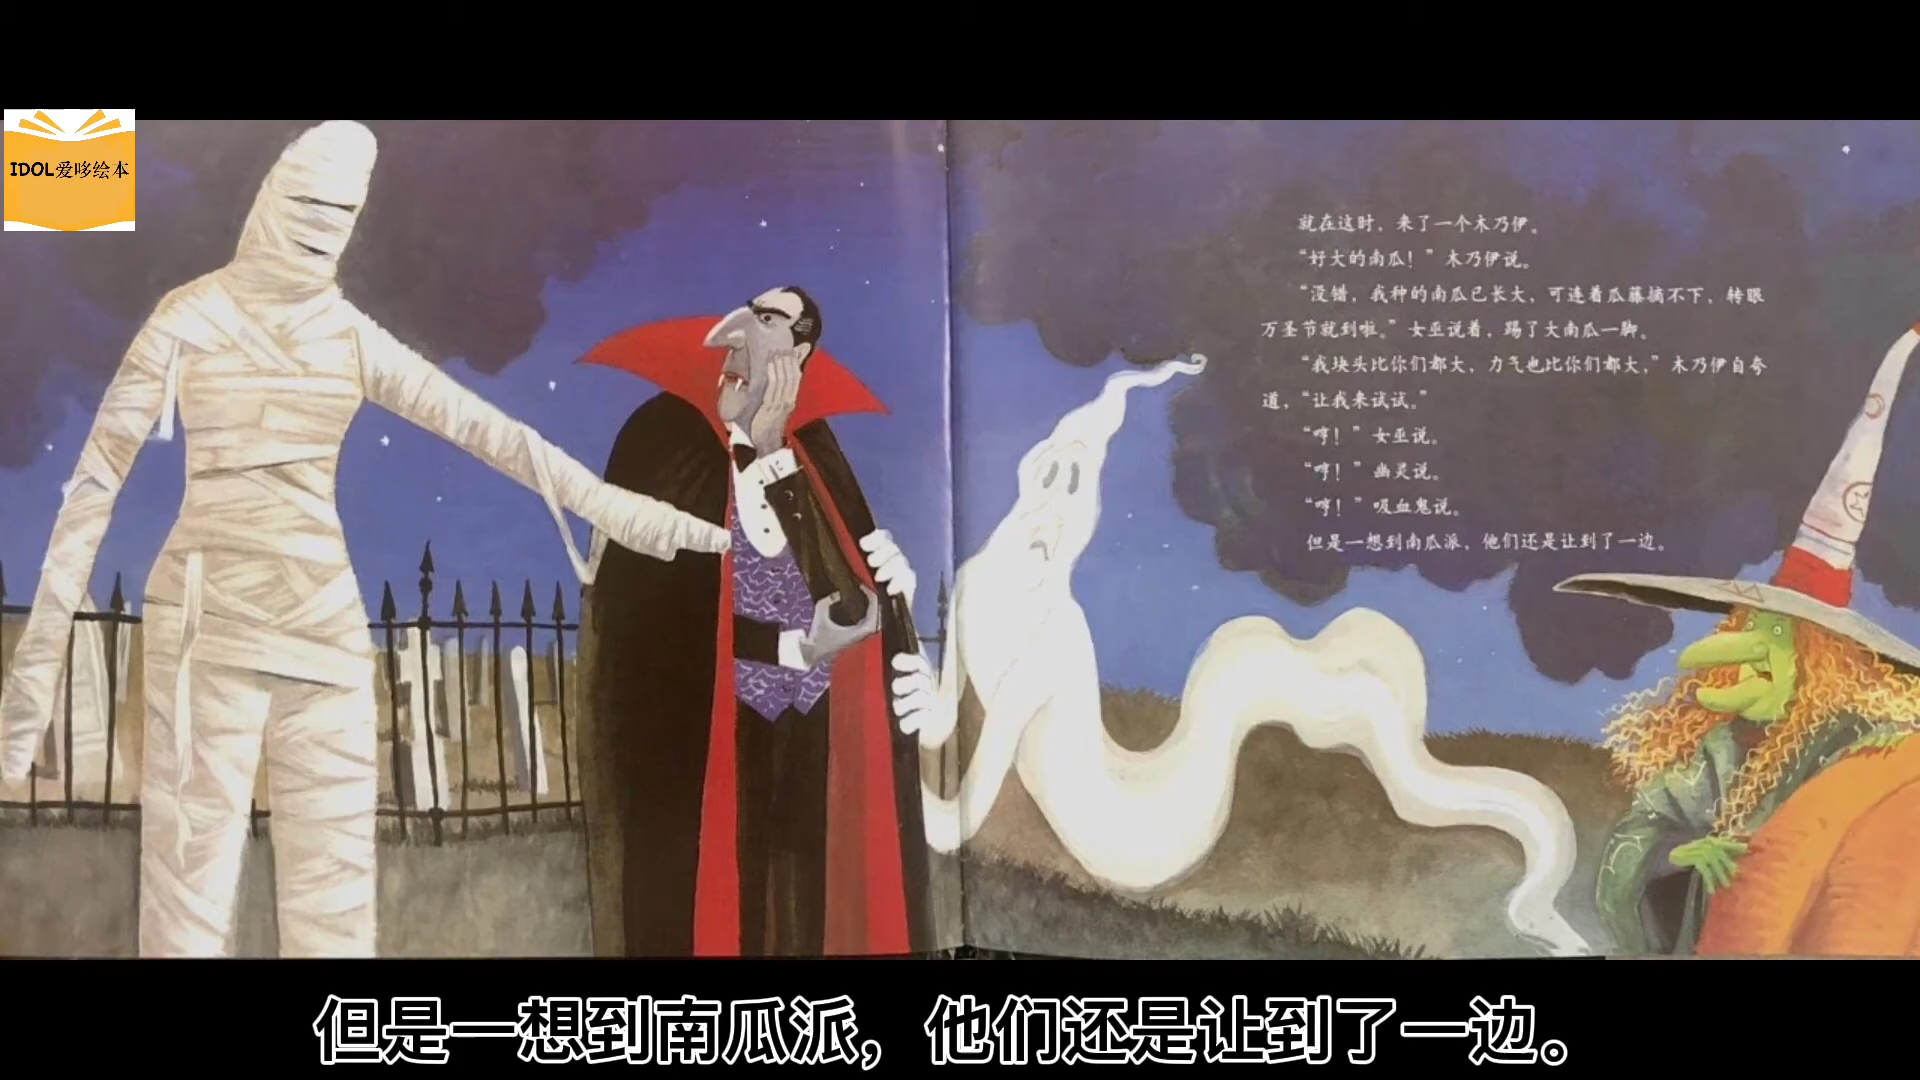 IDOL爱哆绘本
就在这时，来了一个木乃伊。
“好大的南瓜！”木乃伊说。
“没错，我种的南瓜已长大，可连着瓜藤摘不下，转眼
万圣节就到啦。”女巫说着，踢了大南瓜一脚。
“我块头比你们都大，力气也比你们都大，”木乃伊自夸
道，“让我来试试。”
“哼！”女巫说。
“哼！”幽灵说。
“哼！”吸血鬼说。
但是一想到南瓜派，他们还是让到了一边。
但是一想到南瓜派，他们还是让到了一边。